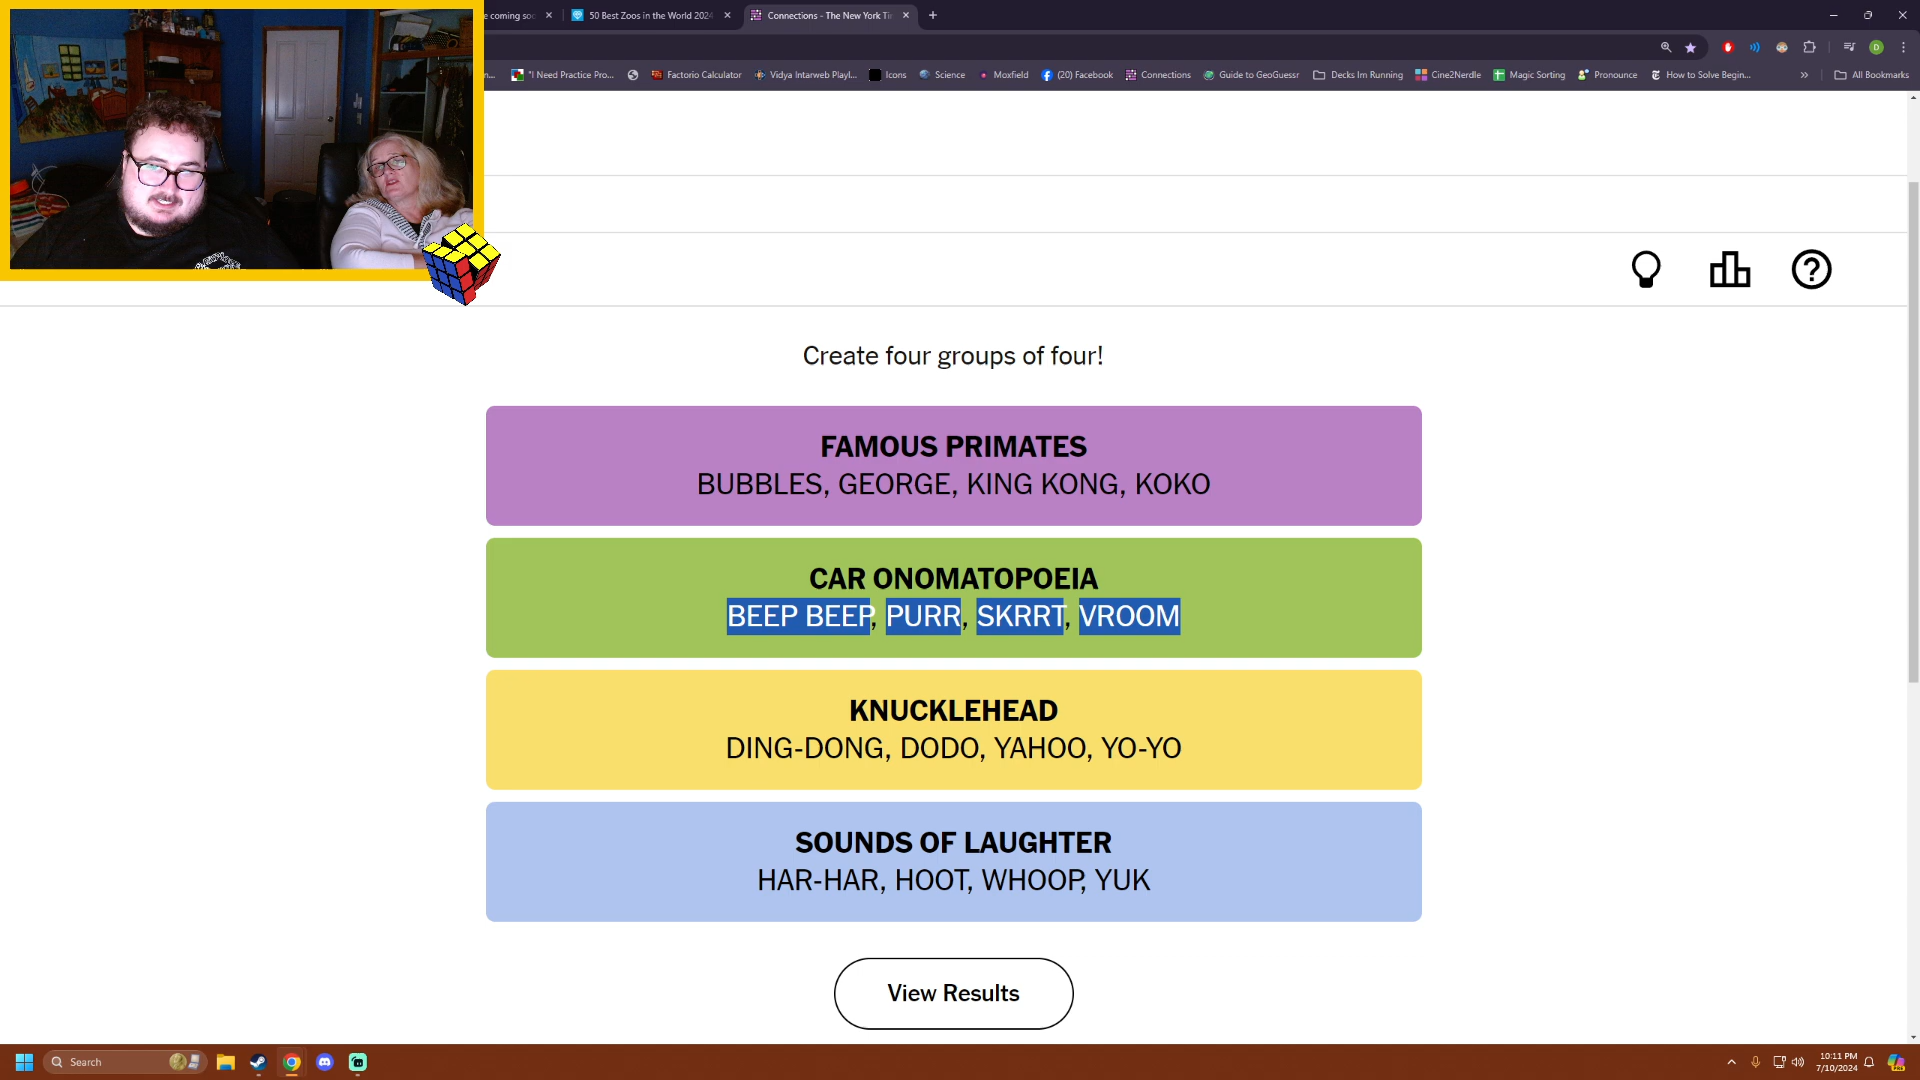 e coming soo
50 Best Zoos in the World 2024
Connections - The New York Ti
"I Need Practice Pro...
Factorio Calculator
Vidya Intarweb Playl...
Icons
Science
Moxfield
(20) Facebook
Connections
Guide to GeoGuessr
Decks Im Running
Cine2Nerdle
Magic Sorting
Pronounce
How to Solve Begin...
All Bookmarks
Create four groups of four!
FAMOUS PRIMATES
BUBBLES, GEORGE, KING KONG, KOKO
CAR ONOMATOPOEIA
BEEP BEEP, PURR, SKRRT, VROOM
KNUCKLEHEAD
DING-DONG, DODO, YAHOO, YO-YO
SOUNDS OF LAUGHTER
HAR-HAR, HOOT, WHOOP, YUK
View Results
Search
10:11 PM
7/10/2024